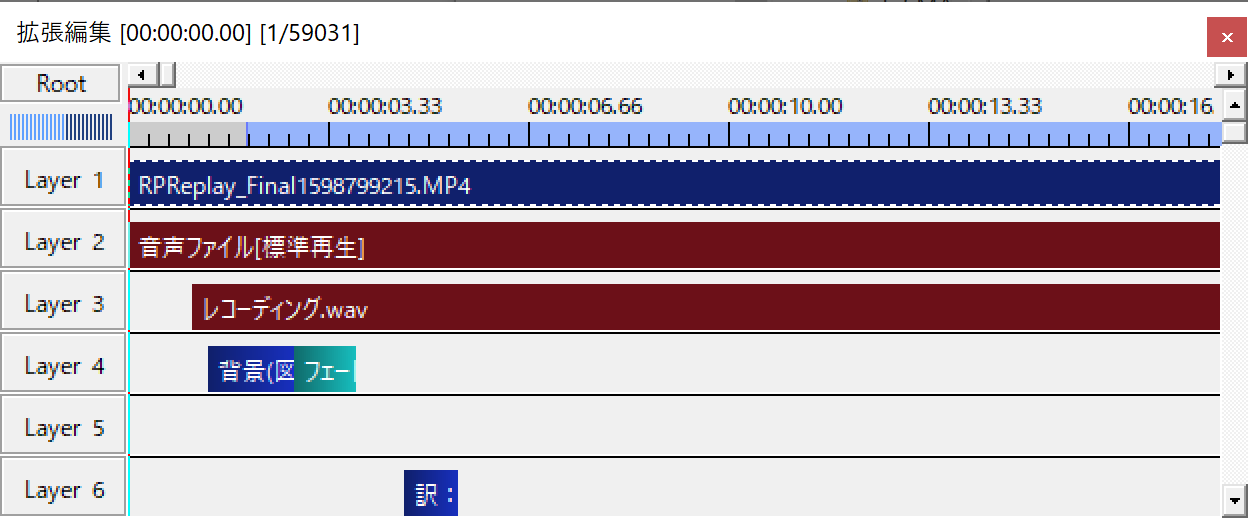 拡張編集 [00:00:00.00] [1/59031]
Root
00:00:00.00 00:00:03.33 00:00:06.66 00:00:10.00 00:00:13.33 00:00:16.
Layer 1 RPReplay_Final1598799215.MP4
Layer 2 音声ファイル[標準再生]
Layer 3 レコーディング.wav
Layer 4 背景(図 フェー
Layer 5
Layer 6 訳：